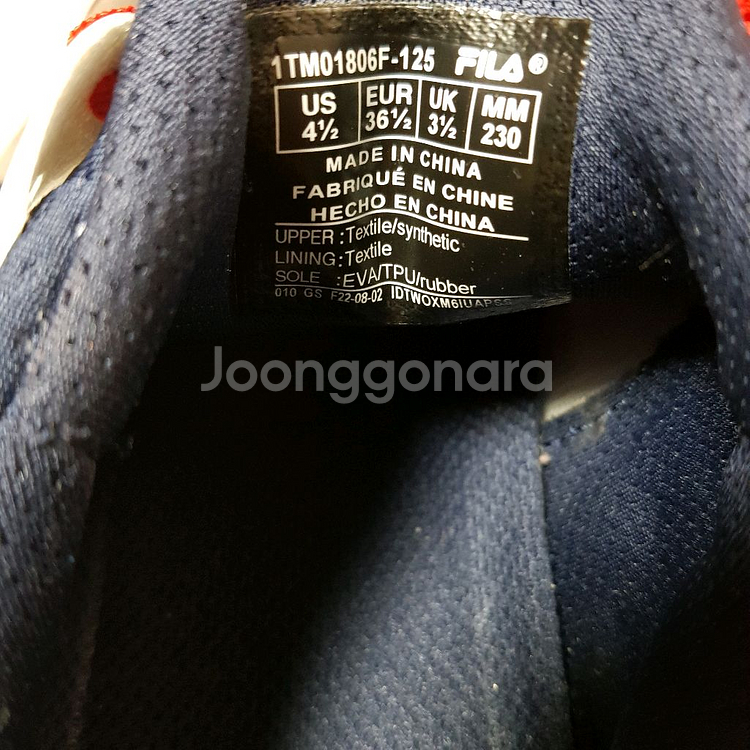 1TM01806F-125 FILA®
US EUR UK MM
4½ 36½ 3½ 230
MADE IN CHINA
FABRIQUÉ EN CHINE
HECHO EN CHINA
UPPER : Textile/synthetic
LINING : Textile
SOLE : EVA/TPU/rubber
010 GS F22-08-02
Joonggonara